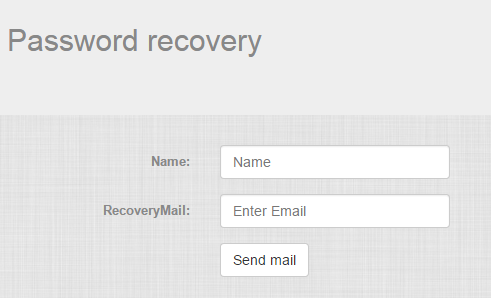 Password recovery
Name: Name
RecoveryMail: Enter Email
Send mail